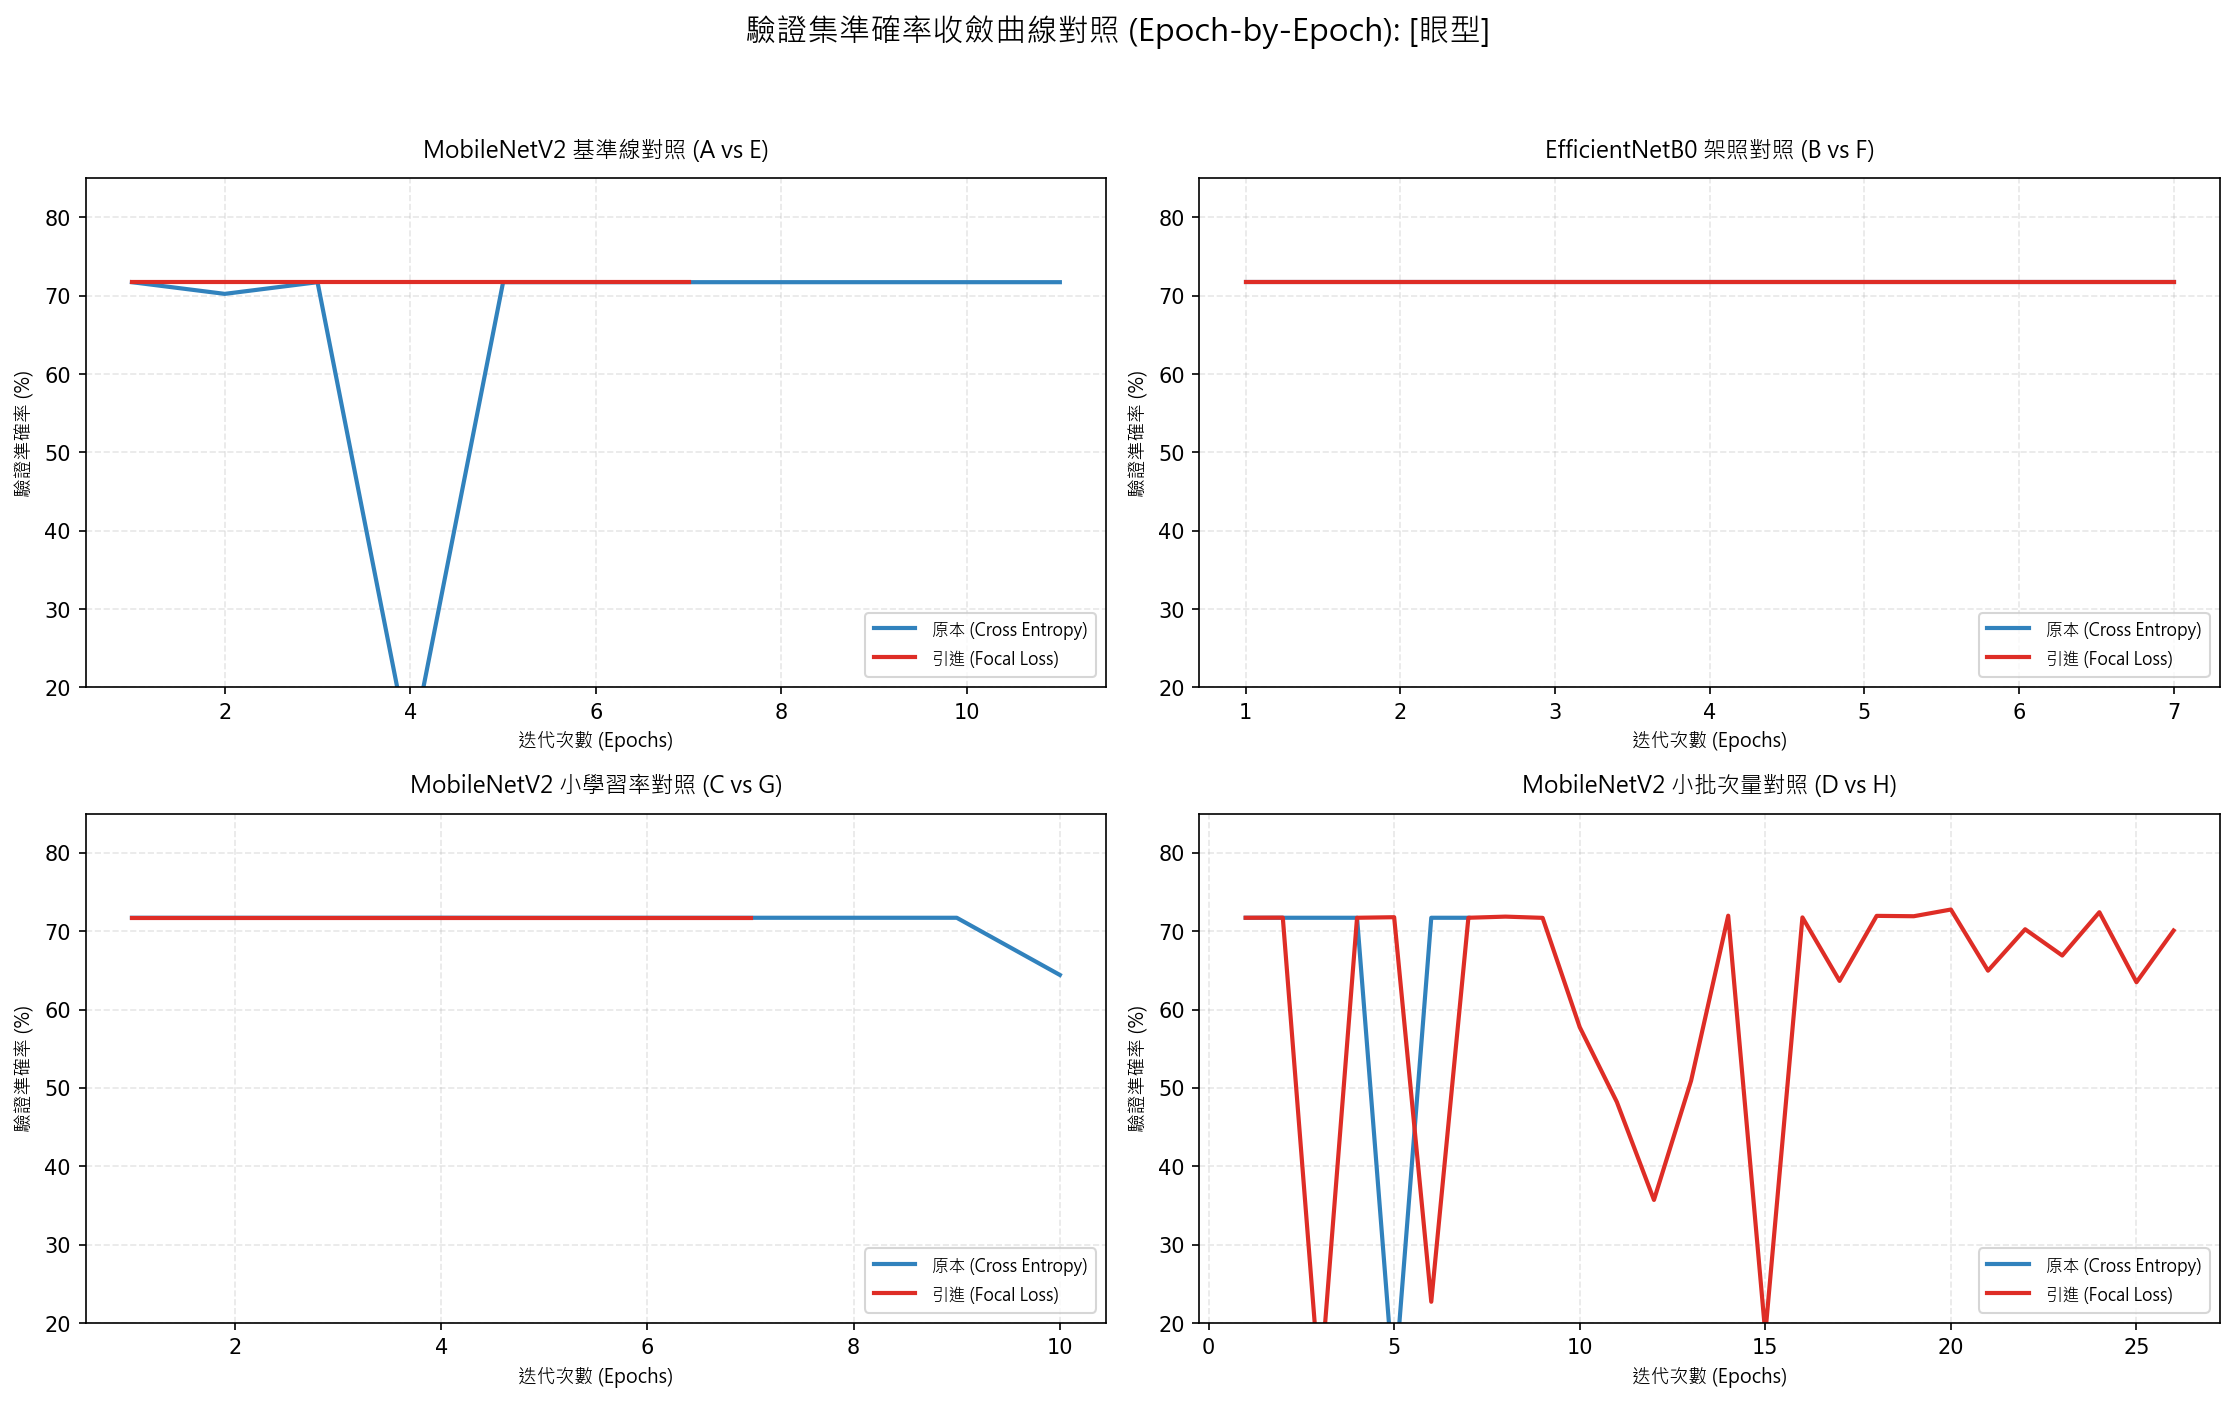 驗證集準確率收斂曲線對照 (Epoch-by-Epoch): [眼型]
MobileNetV2 基準線對照 (A vs E)
80
70
60
50
40
30
20
驗證準確率 (%)
2
4
6
8
10
迭代次數 (Epochs)
原本 (Cross Entropy)
引進 (Focal Loss)
EfficientNetB0 架照對照 (B vs F)
80
70
60
50
40
30
20
驗證準確率 (%)
1
2
3
4
5
6
7
迭代次數 (Epochs)
原本 (Cross Entropy)
引進 (Focal Loss)
MobileNetV2 小學習率對照 (C vs G)
80
70
60
50
40
30
20
驗證準確率 (%)
2
4
6
8
10
迭代次數 (Epochs)
原本 (Cross Entropy)
引進 (Focal Loss)
MobileNetV2 小批次量對照 (D vs H)
80
70
60
50
40
30
20
驗證準確率 (%)
0
5
10
15
20
25
迭代次數 (Epochs)
原本 (Cross Entropy)
引進 (Focal Loss)